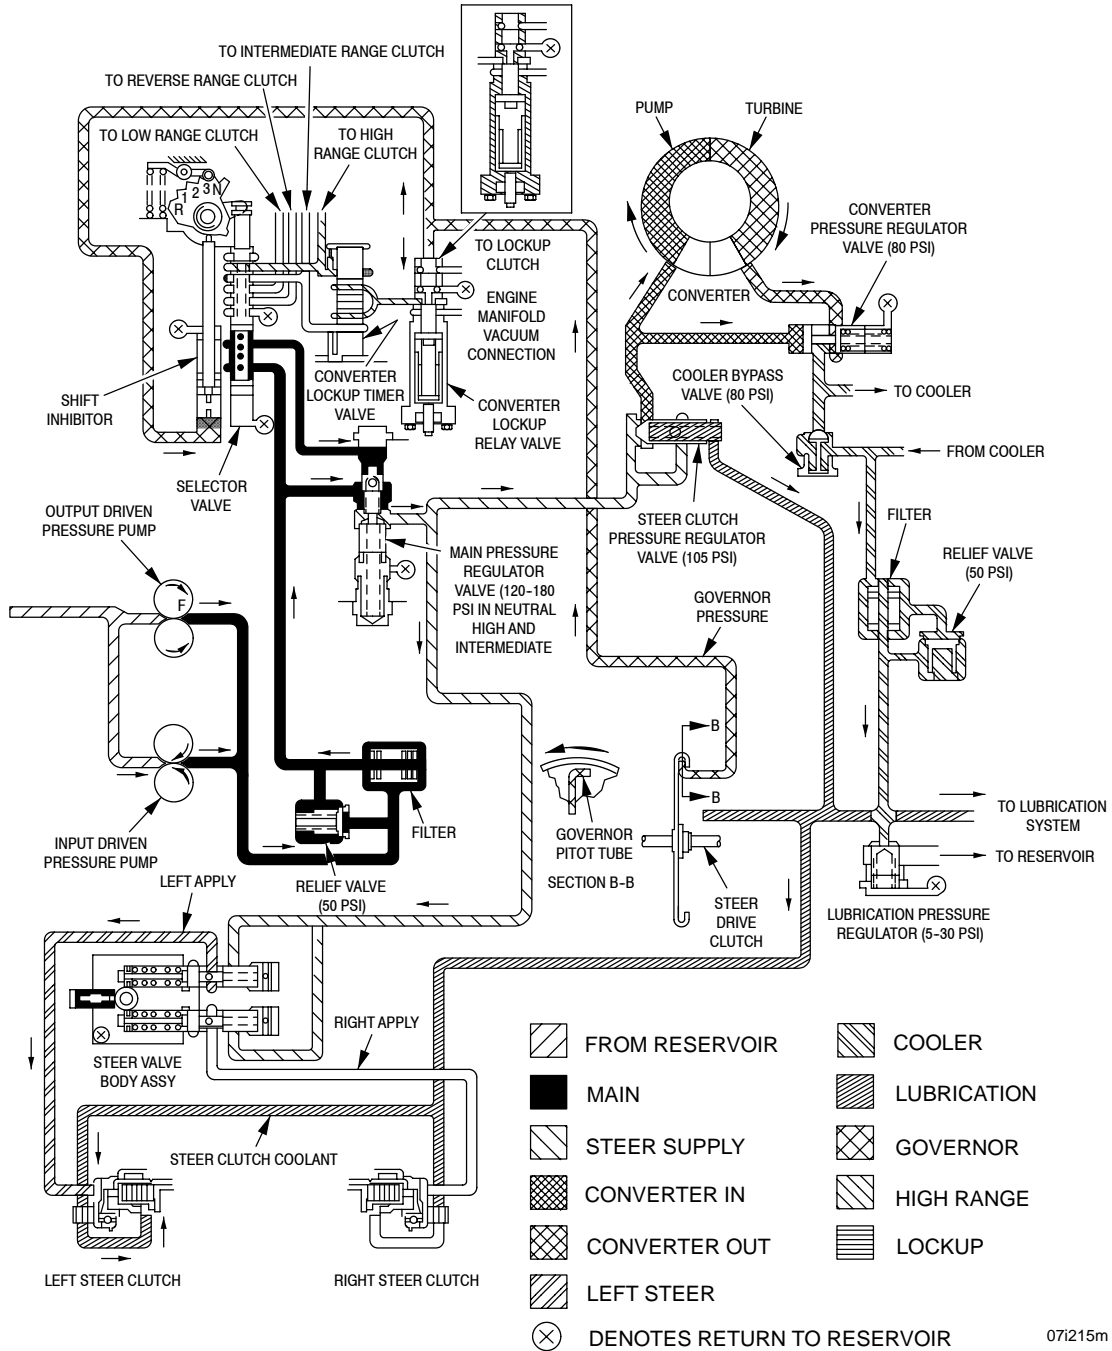 TO INTERMEDIATE RANGE CLUTCH
TO REVERSE RANGE CLUTCH
TO LOW RANGE CLUTCH
TO HIGH
RANGE CLUTCH
R 1 2 3 N
PUMP
TURBINE
CONVERTER
CONVERTER
PRESSURE REGULATOR
VALVE (80 PSI)
TO LOCKUP
CLUTCH
ENGINE
MANIFOLD
VACUUM
CONNECTION
SHIFT
INHIBITOR
CONVERTER
LOCKUP TIMER
VALVE
CONVERTER
LOCKUP
RELAY VALVE
COOLER BYPASS
VALVE (80 PSI)
TO COOLER
FROM COOLER
SELECTOR
VALVE
OUTPUT DRIVEN
PRESSURE PUMP
F
MAIN PRESSURE
REGULATOR
VALVE (120-180
PSI IN NEUTRAL
HIGH AND
INTERMEDIATE
STEER CLUTCH
PRESSURE REGULATOR
VALVE (105 PSI)
FILTER
RELIEF VALVE
(50 PSI)
GOVERNOR
PRESSURE
B
B
INPUT DRIVEN
PRESSURE PUMP
FILTER
RELIEF VALVE
(50 PSI)
GOVERNOR
PITOT TUBE
SECTION B-B
STEER
DRIVE
CLUTCH
TO LUBRICATION
SYSTEM
TO RESERVOIR
LUBRICATION PRESSURE
REGULATOR (5-30 PSI)
LEFT APPLY
RIGHT APPLY
STEER VALVE
BODY ASSY
STEER CLUTCH COOLANT
LEFT STEER CLUTCH
RIGHT STEER CLUTCH
FROM RESERVOIR
MAIN
STEER SUPPLY
CONVERTER IN
CONVERTER OUT
LEFT STEER
DENOTES RETURN TO RESERVOIR
COOLER
LUBRICATION
GOVERNOR
HIGH RANGE
LOCKUP
07i215m